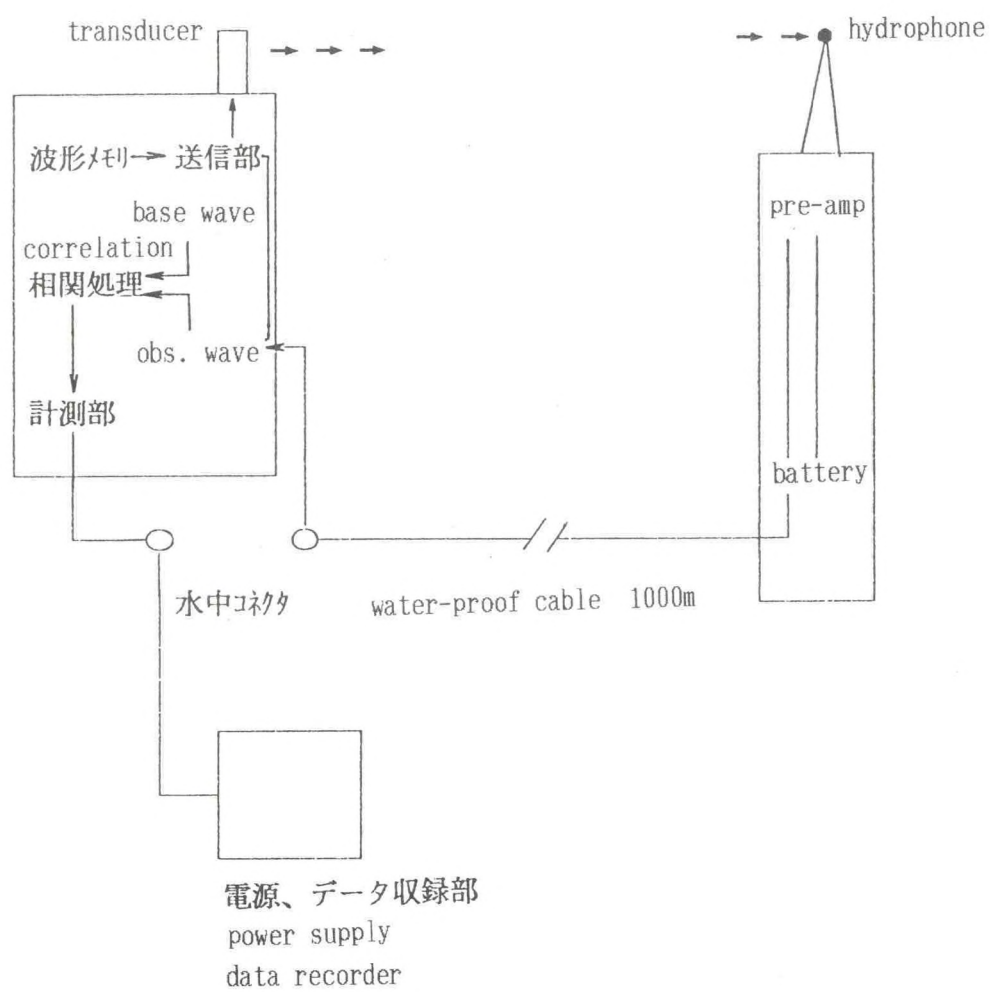 transducer
hydrophone
波形ﾒﾓﾘ
送信部
base wave
correlation
相関処理
obs. wave
計測部
pre-amp
battery
水中ｺﾈｸﾀ
water-proof cable 1000m
電源、データ収録部
power supply
data recorder